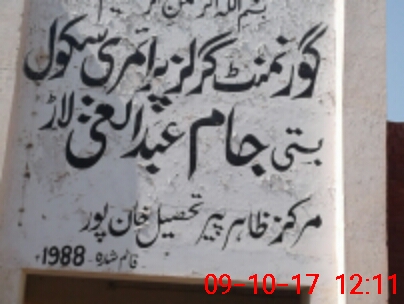 بسم اللہ الرحمن الرحیم
گورنمنٹ گرلز پرائمری سکول
بستی جام عبدالغنی لاڑ
مرکز ظاہر پیر تحصیل خان پور
قائم شدہ - 1988ء
09-10-17 12:11